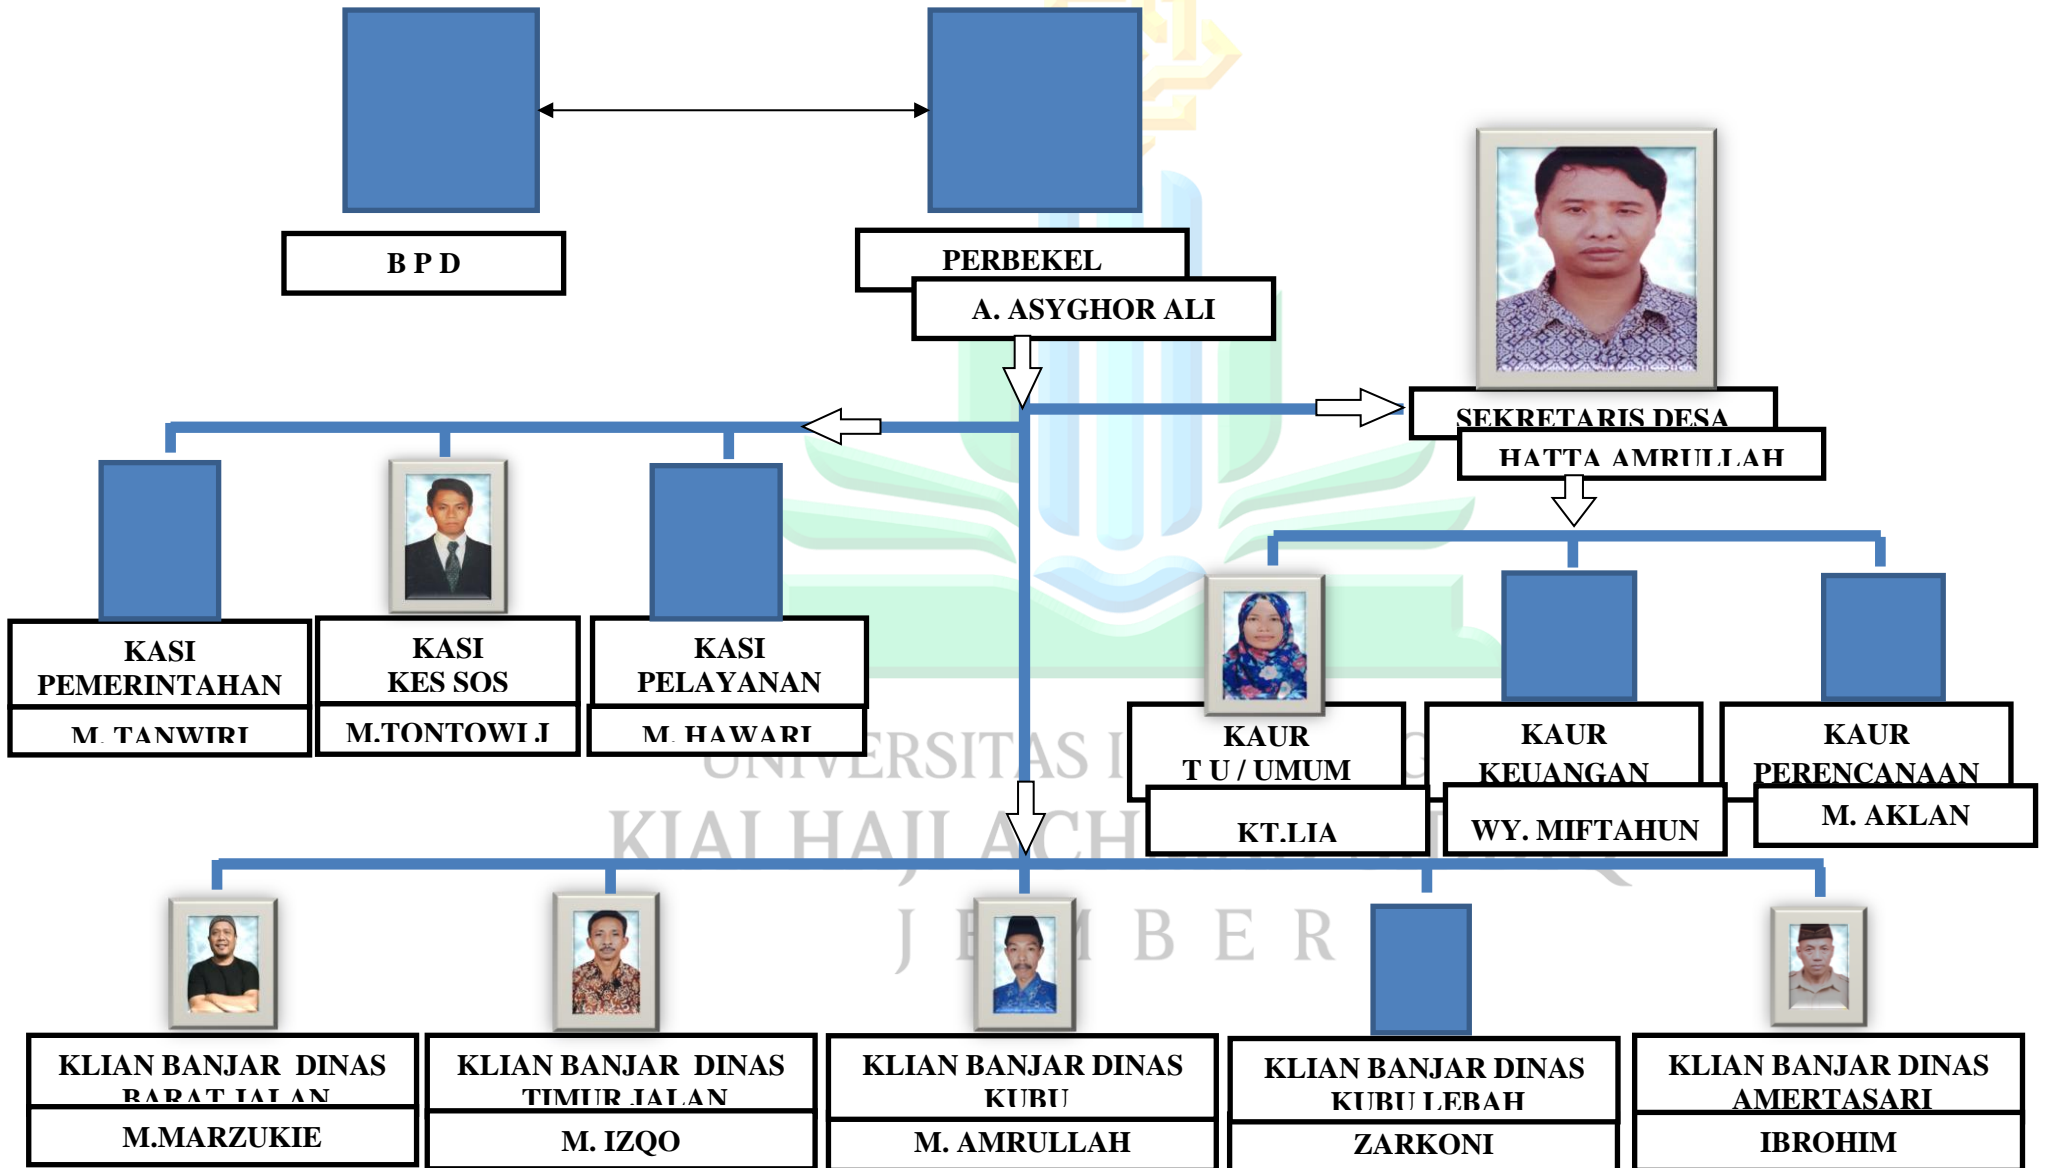 B P D
PERBEKEL
A. ASYGHOR ALI
SEKRETARIS DESA
HATTA AMRULLAH
KASI
PEMERINTAHAN
M. TANWIRI
KASI
KES SOS
M.TONTOWI J
KASI
PELAYANAN
M. HAWARI
KAUR
T U / UMUM
KT.LIA
KAUR
KEUANGAN
WY. MIFTAHUN
KAUR
PERENCANAAN
M. AKLAN
UNIVERSITAS
KIAI HAJI ACH
JEMBER
KLIAN BANJAR DINAS
BARAT JALAN
M.MARZUKIE
KLIAN BANJAR DINAS
TIMUR JALAN
M. IZQO
KLIAN BANJAR DINAS
KUBU
M. AMRULLAH
KLIAN BANJAR DINAS
KUBU LEBAH
ZARKONI
KLIAN BANJAR DINAS
AMERTASARI
IBROHIM